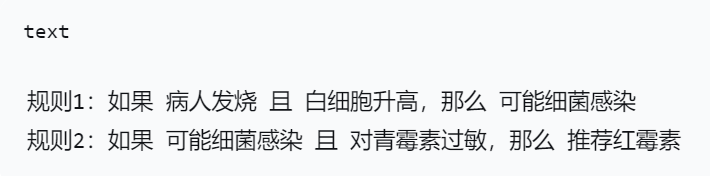 text
规则1：如果 病人发烧 且 白细胞升高，那么 可能细菌感染
规则2：如果 可能细菌感染 且 对青霉素过敏，那么 推荐红霉素